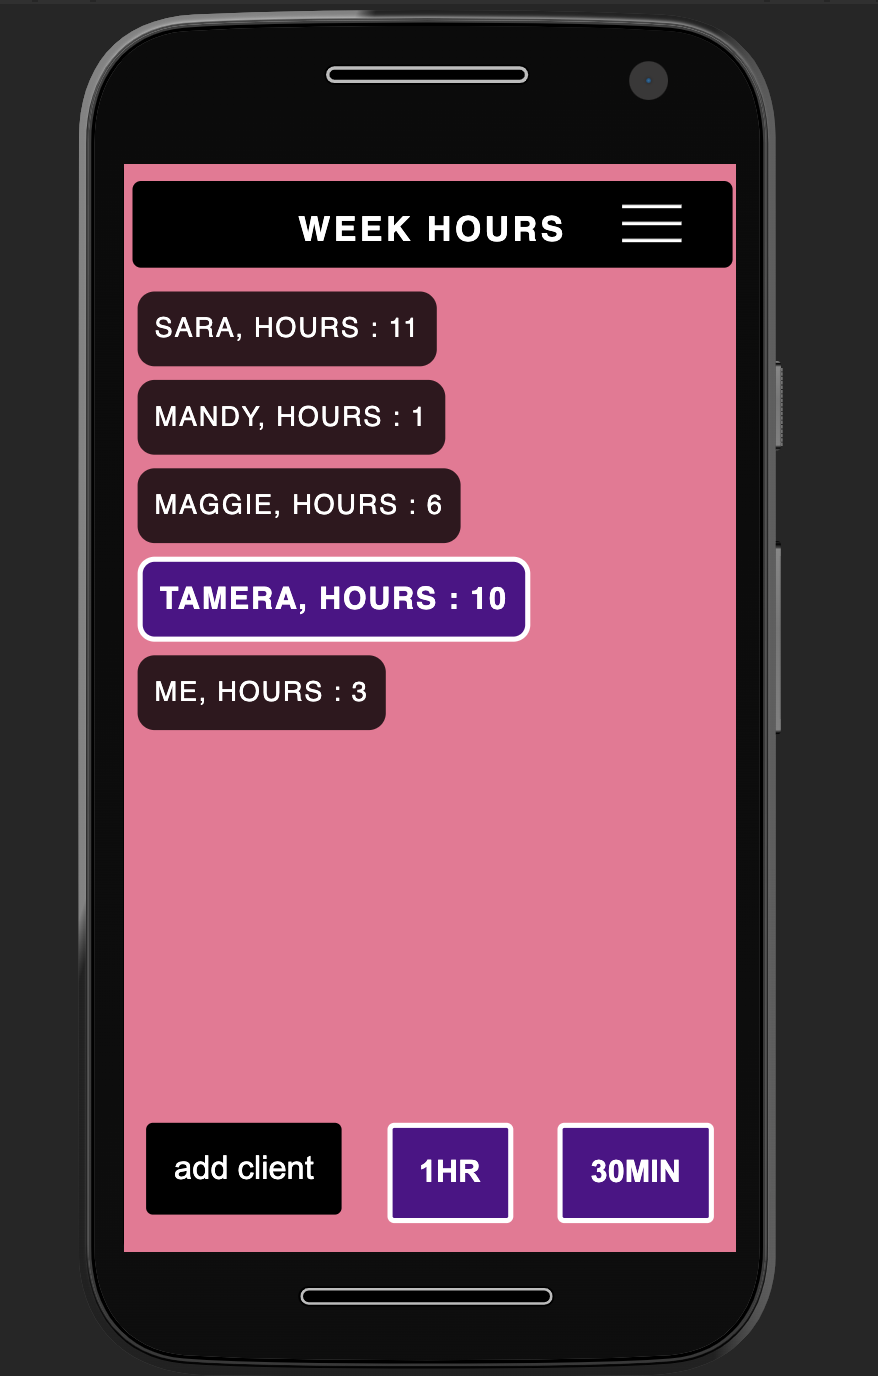 WEEK HOURS
SARA, HOURS : 11
MANDY, HOURS : 1
MAGGIE, HOURS : 6
TAMERA, HOURS : 10
ME, HOURS : 3
add client 1HR 30MIN